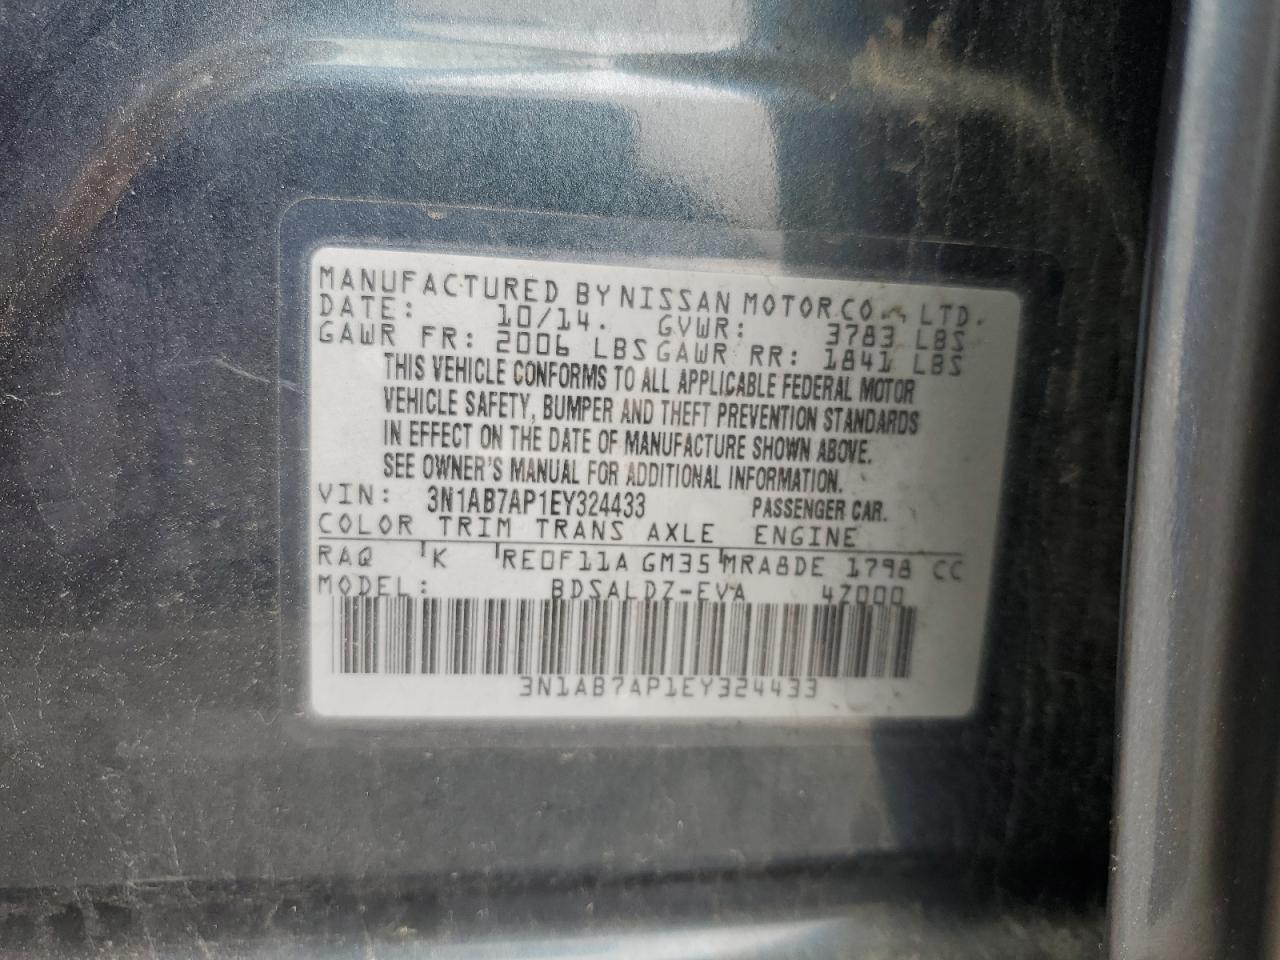 MANUFACTURED BY NISSAN MOTOR CO., LTD.
DATE: 10/14. GVWR: 3783 LBS
GAWR FR: 2006 LBS GAWR RR: 1841 LBS
THIS VEHICLE CONFORMS TO ALL APPLICABLE FEDERAL MOTOR
VEHICLE SAFETY, BUMPER AND THEFT PREVENTION STANDARDS
IN EFFECT ON THE DATE OF MANUFACTURE SHOWN ABOVE.
SEE OWNER'S MANUAL FOR ADDITIONAL INFORMATION.
VIN: 3N1AB7AP1EY324433 PASSENGER CAR.
COLOR TRIM TRANS AXLE ENGINE
RAQ K RE0F11A GM35 MRA8DE 1798 CC
MODEL: BDSALDZ-EVA 4Z000
3N1AB7AP1EY324433